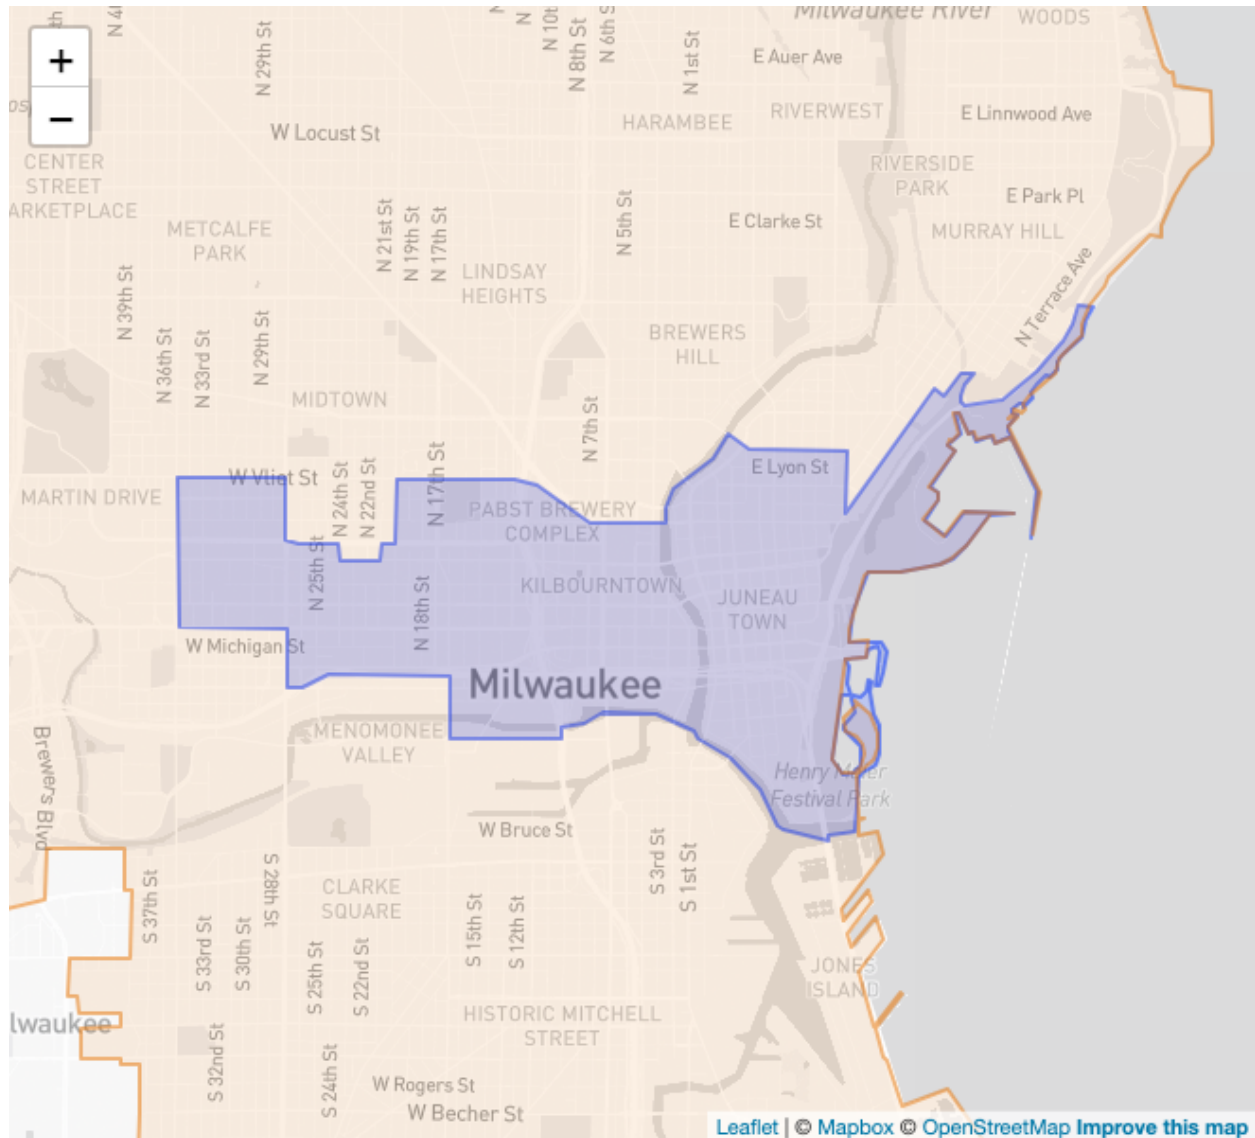 Milwaukee River
WOODS
N 10t
N 8th St
N 6th S
N 1st St
N 29th St
E Auer Ave
+
−
RIVERWEST
E Linnwood Ave
HARAMBEE
W Locust St
CENTER
STREET
ARKETPLACE
RIVERSIDE
PARK
E Park Pl
METCALFE
PARK
N 21st St
N 19th St
N 17th St
N 5th St
E Clarke St
MURRAY HILL
LINDSAY
HEIGHTS
N Terrace Ave
N 39th St
N 36th St
N 33rd St
N 29th St
BREWERS
HILL
MIDTOWN
N 7th St
E Lyon St
W Vliet St
N 24th St
N 22nd St
N 17th St
MARTIN DRIVE
PABST BREWERY
COMPLEX
N 25th St
N 18th St
KILBOURNTOWN
JUNEAU
TOWN
W Michigan St
Milwaukee
MENOMONEE
VALLEY
Brewers Blvd
Henry Maier
Festival Park
W Bruce St
S 3rd St
S 1st St
S 37th St
S 28th St
CLARKE
SQUARE
S 33rd St
S 30th St
S 25th St
S 22nd St
S 15th St
S 12th St
JONES
ISLAND
lwaukee
HISTORIC MITCHELL
STREET
S 32nd St
S 24th St
W Rogers St
W Becher St
Leaflet | © Mapbox © OpenStreetMap Improve this map